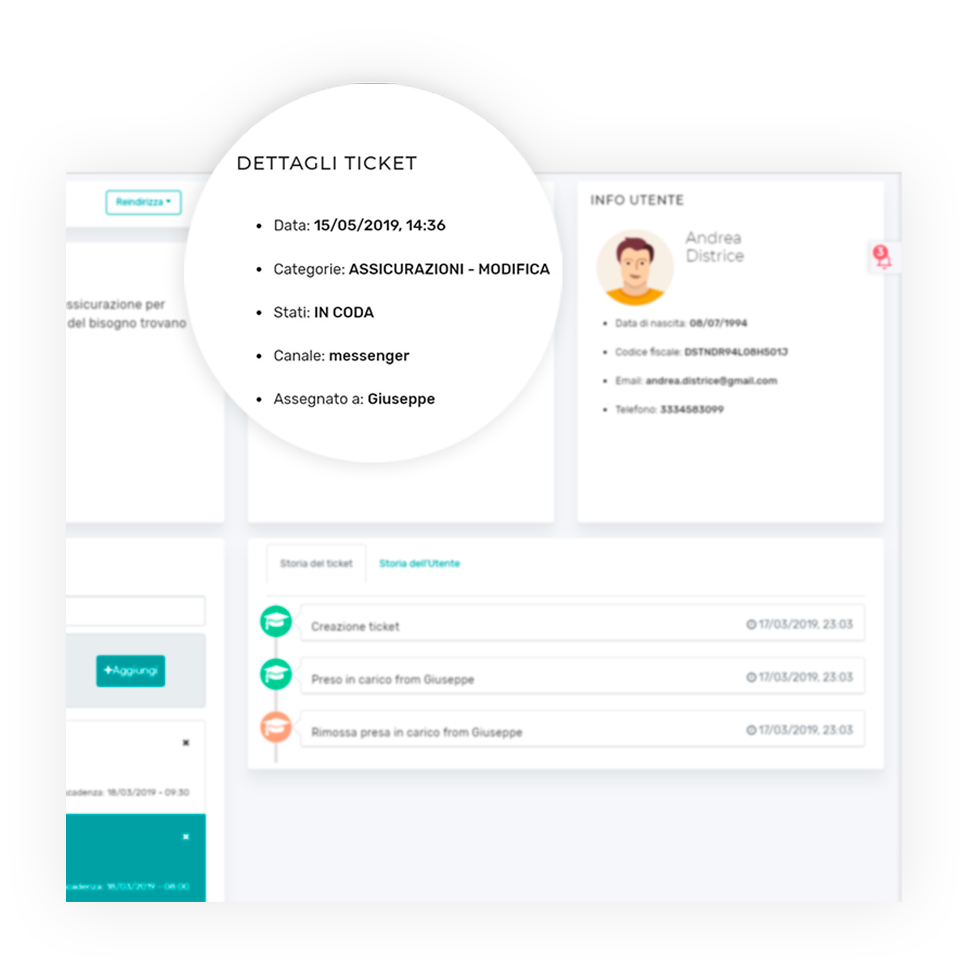 DETTAGLI TICKET
Data: 15/05/2019, 14:36
Categorie: ASSICURAZIONI - MODIFICA
Stati: IN CODA
Canale: messenger
Assegnato a: Giuseppe
Reindirizza
ssicurazione per
del bisogno trovano
INFO UTENTE
Andrea
Districe
3
Data di nascita: 08/07/1994
Codice fiscale: DSTNDR94L08H501J
Email: andrea.districe@gmail.com
Telefono: 3334583099
+Aggiungi
cadenza: 18/03/2019 - 09:30
cadenza: 18/03/2019 - 08:00
Storia del ticket
Storia dell'Utente
Creazione ticket 17/03/2019, 23:03
Preso in carico from Giuseppe 17/03/2019, 23:03
Rimossa presa in carico from Giuseppe 17/03/2019, 23:03